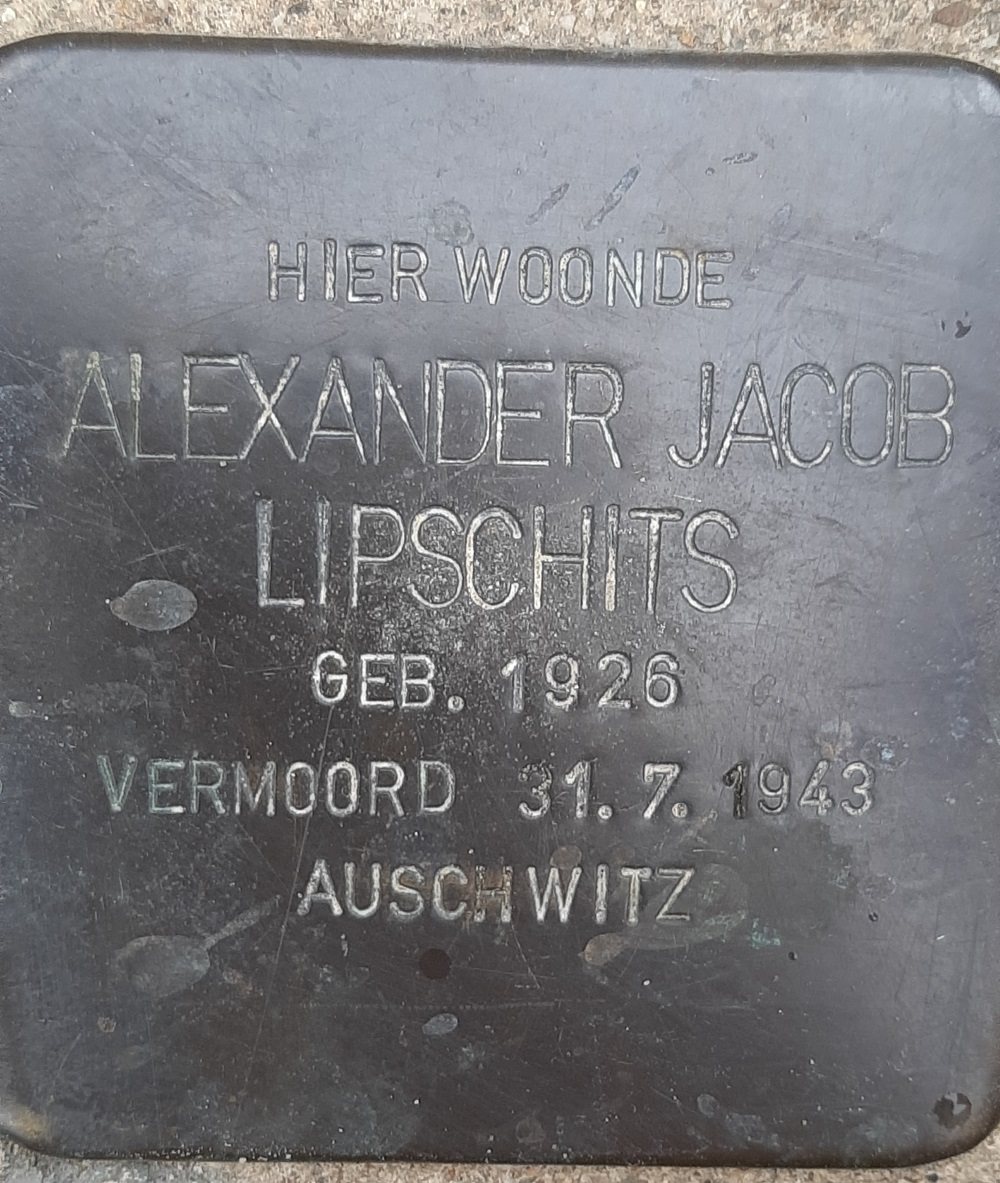 HIER WOONDE
ALEXANDER JACOB
LIPSCHITS
GEB. 1926
VERMOORD 31.7.1943
AUSCHWITZ